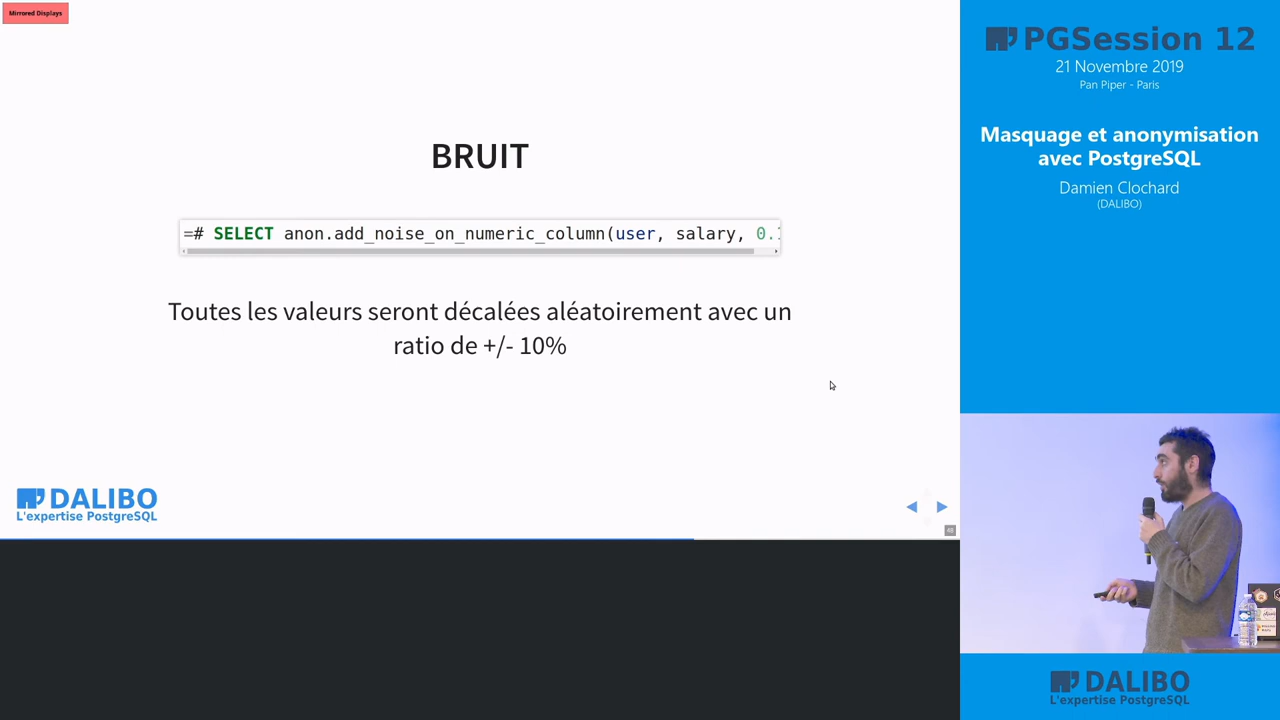 Mirrored Displays
BRUIT
=# SELECT anon.add_noise_on_numeric_column(user, salary, 0.1
Toutes les valeurs seront décalées aléatoirement avec un
ratio de +/- 10%
DALIBO
L'expertise PostgreSQL
PGSession 12
21 Novembre 2019
Pan Piper - Paris
Masquage et anonymisation
avec PostgreSQL
Damien Clochard
(DALIBO)
DALIBO
L'expertise PostgreSQL